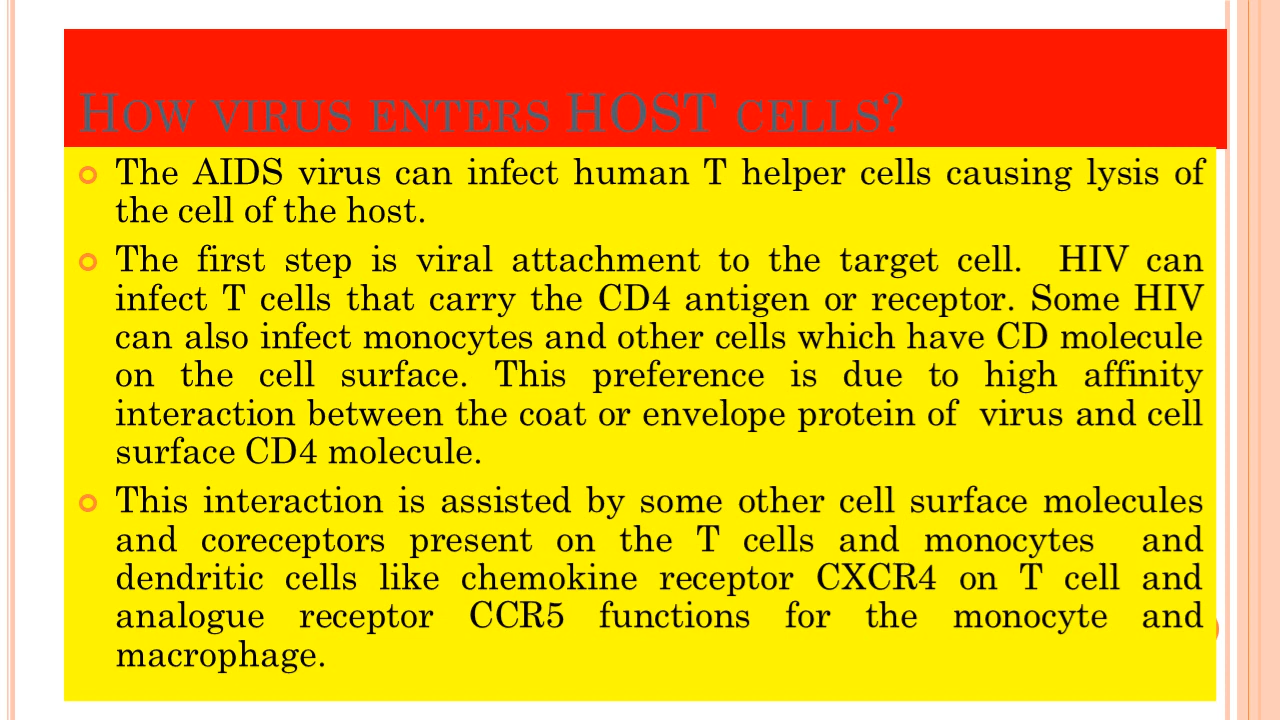 HOW VIRUS ENTERS HOST CELLS?
The AIDS virus can infect human T helper cells causing lysis of
the cell of the host.
The first step is viral attachment to the target cell. HIV can
infect T cells that carry the CD4 antigen or receptor. Some HIV
can also infect monocytes and other cells which have CD molecule
on the cell surface. This preference is due to high affinity
interaction between the coat or envelope protein of virus and cell
surface CD4 molecule.
This interaction is assisted by some other cell surface molecules
and coreceptors present on the T cells and monocytes and
dendritic cells like chemokine receptor CXCR4 on T cell and
analogue receptor CCR5 functions for the monocyte and
macrophage.